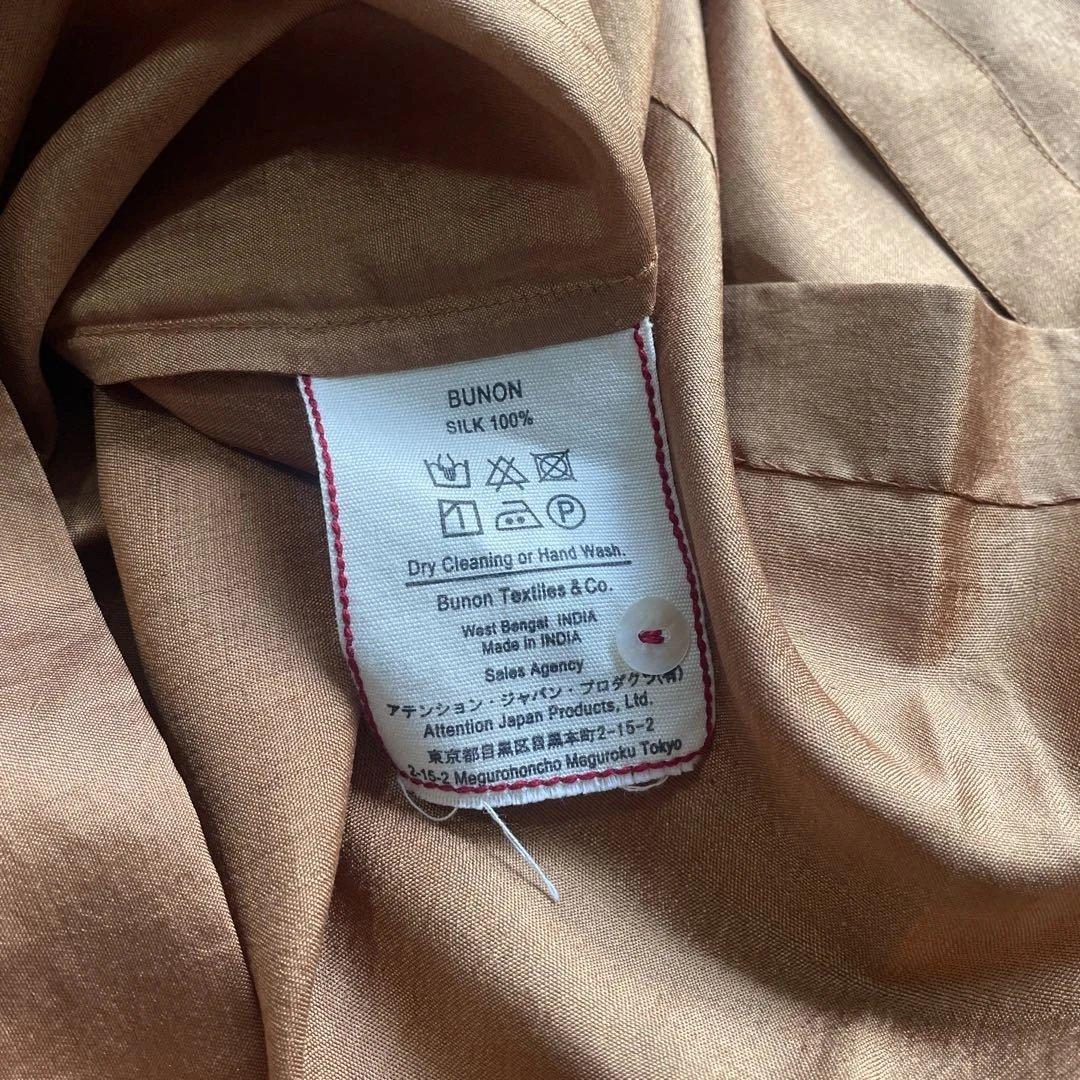 BUNON
SILK 100%
P
Dry Cleaning or Hand Wash.
Bunon Textiles & Co.
West Bengal INDIA
Made in INDIA
Sales Agency
アテンション・ジャパン・プロダクツ(有)
Attention Japan Products, Ltd.
東京都目黒区目黒本町2-15-2
2-15-2 Megurohoncho Meguroku Tokyo